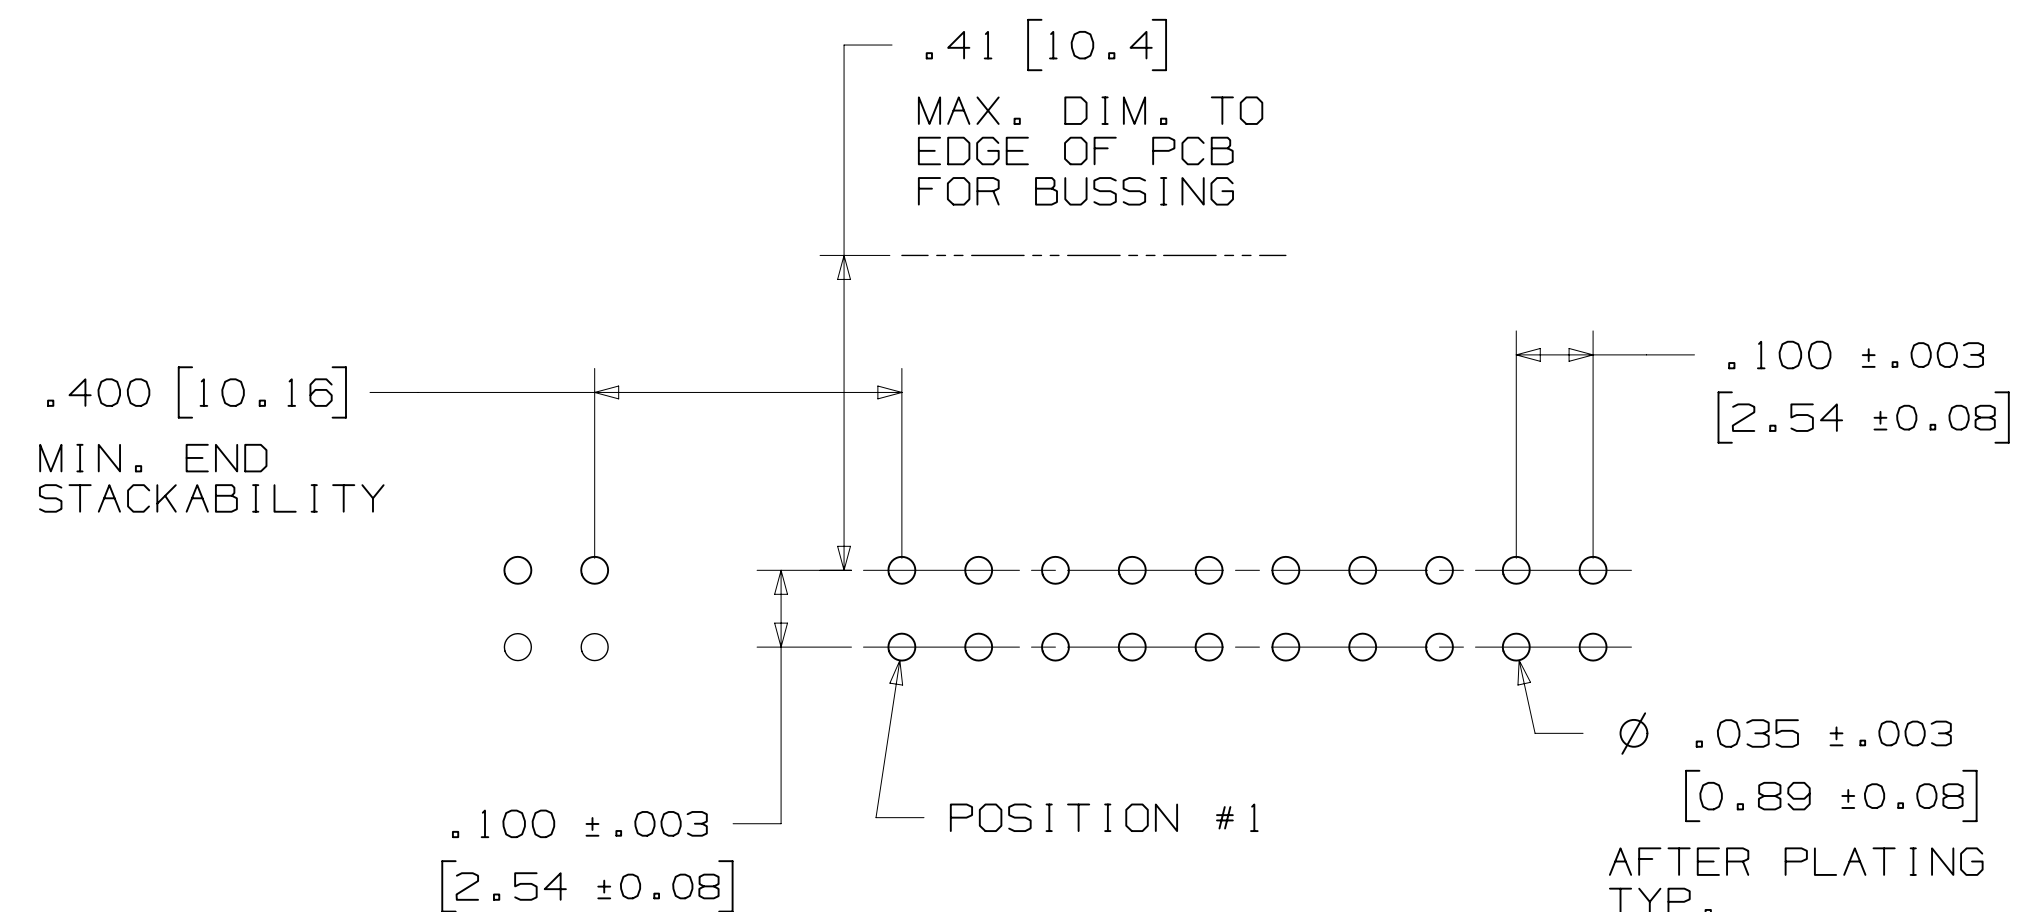 .41 [10.4]
MAX. DIM. TO
EDGE OF PCB
FOR BUSSING
.400 [10.16]
MIN. END
STACKABILITY
.100 ±.003
[2.54 ±0.08]
Ø .035 ±.003
[0.89 ±0.08]
AFTER PLATING
TYP.
POSITION #1
.100 ±.003
[2.54 ±0.08]